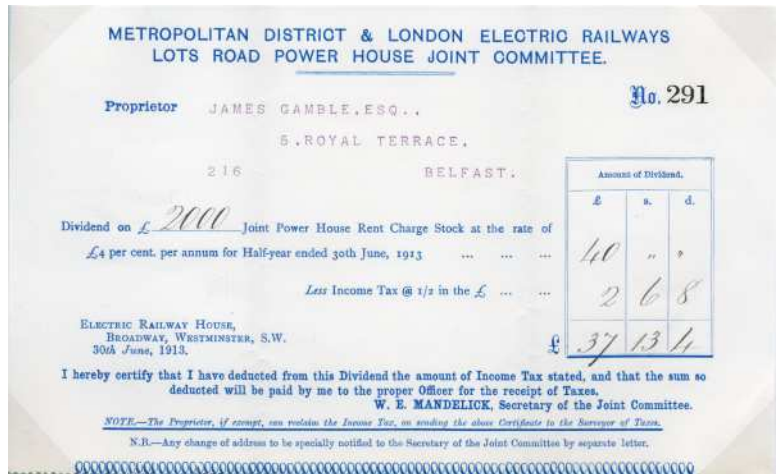 METROPOLITAN DISTRICT & LONDON ELECTRIC RAILWAYS
LOTS ROAD POWER HOUSE JOINT COMMITTEE.
No. 291
Proprietor JAMES GAMBLE,ESQ.,
5,ROYAL TERRACE,
216 BELFAST.
Amount of Dividend.
£ s. d.
Dividend on £ 2000 Joint Power House Rent Charge Stock at the rate of
£4 per cent. per annum for Half-year ended 30th June, 1913 ... ... ... 40 " "
Less Income Tax @ 1/2 in the £ ... ... 2 6 8
ELECTRIC RAILWAY HOUSE,
BROADWAY, WESTMINSTER, S.W.
30th June, 1913.
£ 37 13 4
I hereby certify that I have deducted from this Dividend the amount of Income Tax stated, and that the sum so
deducted will be paid by me to the proper Officer for the receipt of Taxes.
W. E. MANDELICK, Secretary of the Joint Committee.
NOTE.—The Proprietor, if exempt, can reclaim the Income Tax, on sending the above Certificate to the Surveyor of Taxes.
N.B.—Any change of address to be specially notified to the Secretary of the Joint Committee by separate letter.